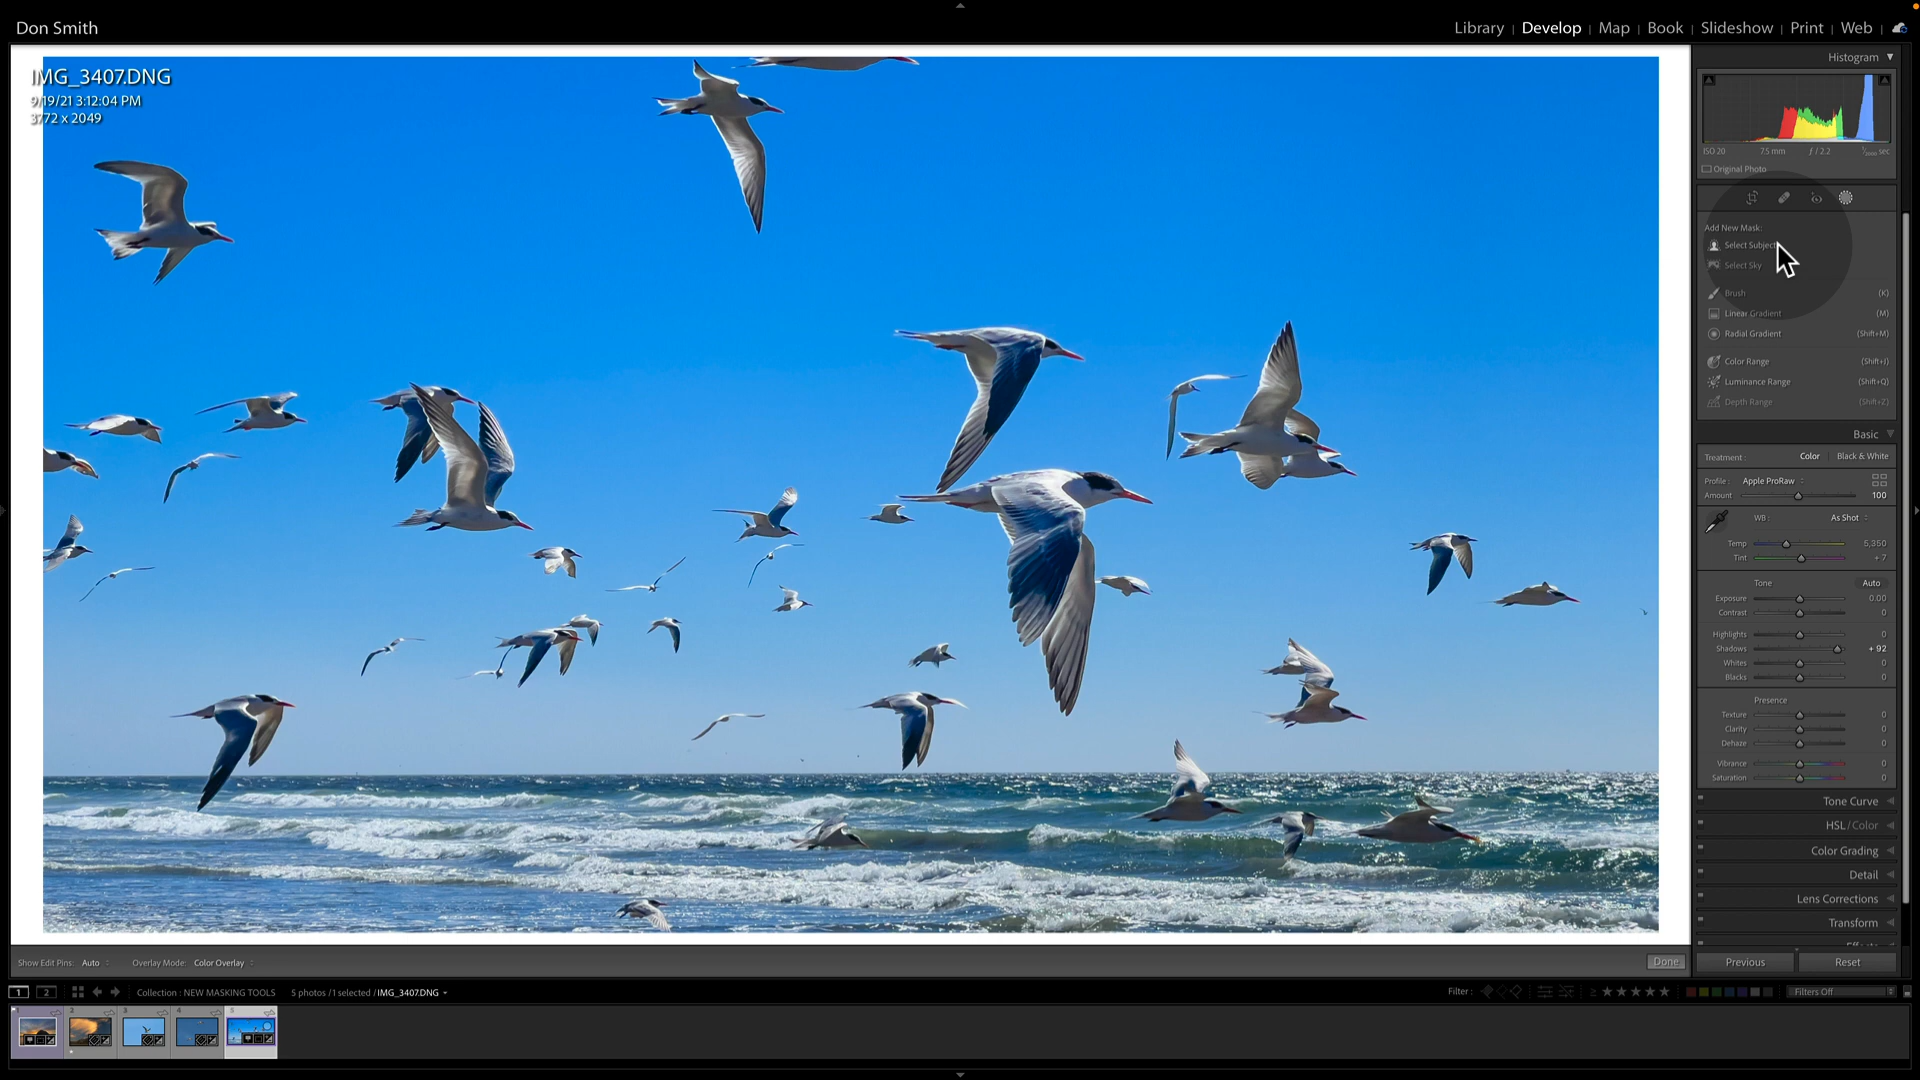 Don Smith
Library | Develop | Map | Book | Slideshow | Print | Web |
IMG_3407.DNG
9/19/21 3:12:04 PM
3772 x 2049
Histogram
ISO 20 7.5 mm ƒ / 2.2 sec
Original Photo
Add New Mask:
Select Subject
Select Sky
Brush (K)
Linear Gradient (M)
Radial Gradient (Shift+M)
Color Range (Shift+J)
Luminance Range (Shift+Q)
Depth Range (Shift+Z)
Basic
Treatment : Color | Black & White
Profile : Apple ProRaw
Amount 100
WB : As Shot
Temp 5,350
Tint + 7
Tone Auto
Exposure 0.00
Contrast 0
Highlights 0
Shadows + 92
Whites 0
Blacks 0
Presence
Texture 0
Clarity 0
Dehaze 0
Vibrance 0
Saturation 0
Tone Curve
HSL / Color
Color Grading
Detail
Lens Corrections
Transform
Show Edit Pins: Auto Overlay Mode: Color Overlay Done
Previous Reset
1 2 Collection : NEW MASKING TOOLS 5 photos / 1 selected / IMG_3407.DNG Filter : Filters Off
1 2 3 4 5